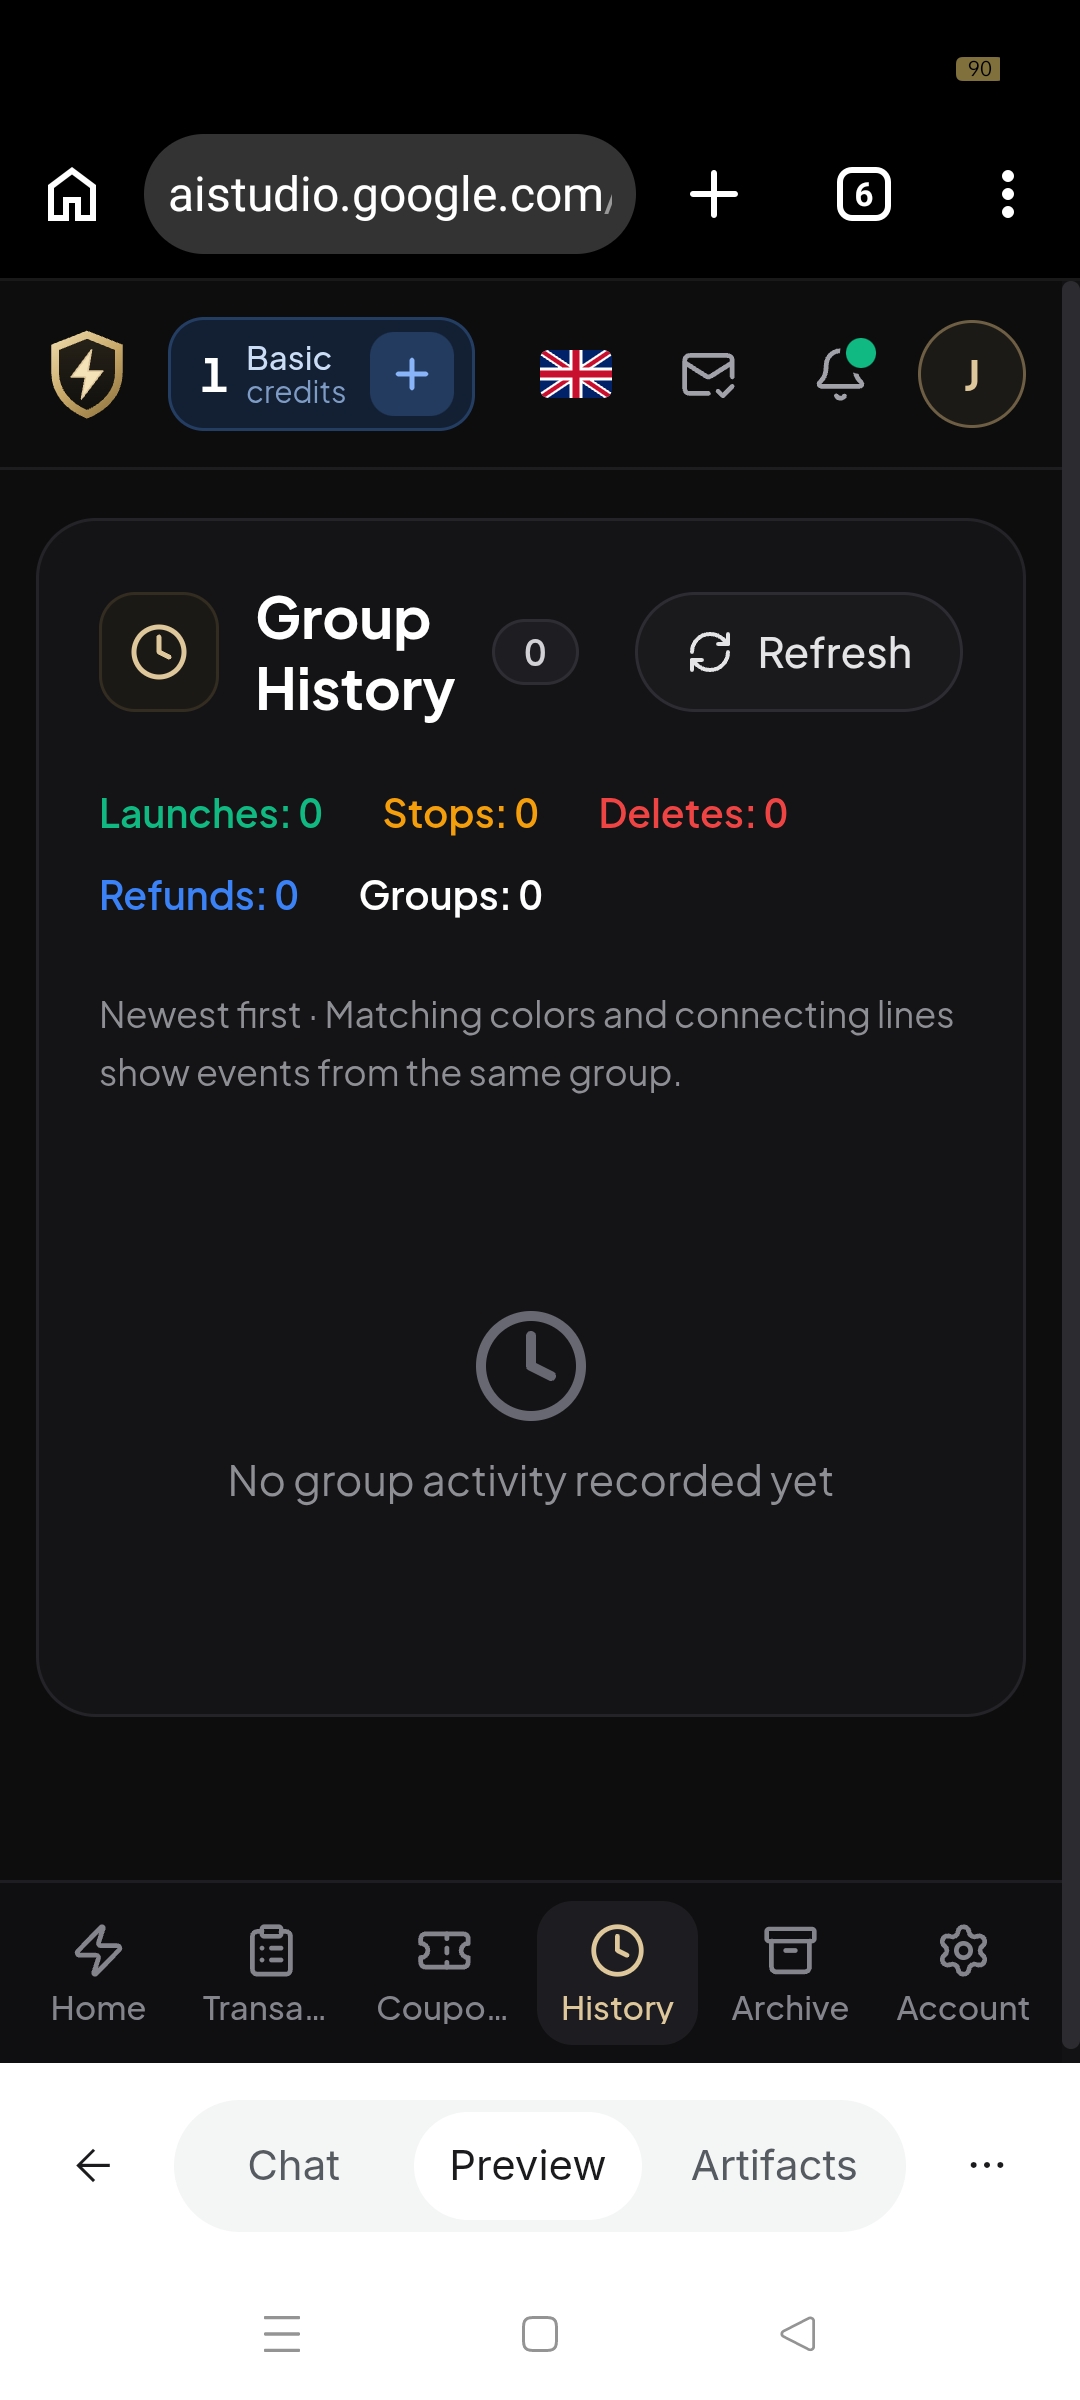 90
aistudio.google.com/
6
1
Basic
credits
J
Group
History
0
Refresh
Launches: 0
Stops: 0
Deletes: 0
Refunds: 0
Groups: 0
Newest first · Matching colors and connecting lines
show events from the same group.
No group activity recorded yet
Home
Transa...
Coupo...
History
Archive
Account
Chat
Preview
Artifacts